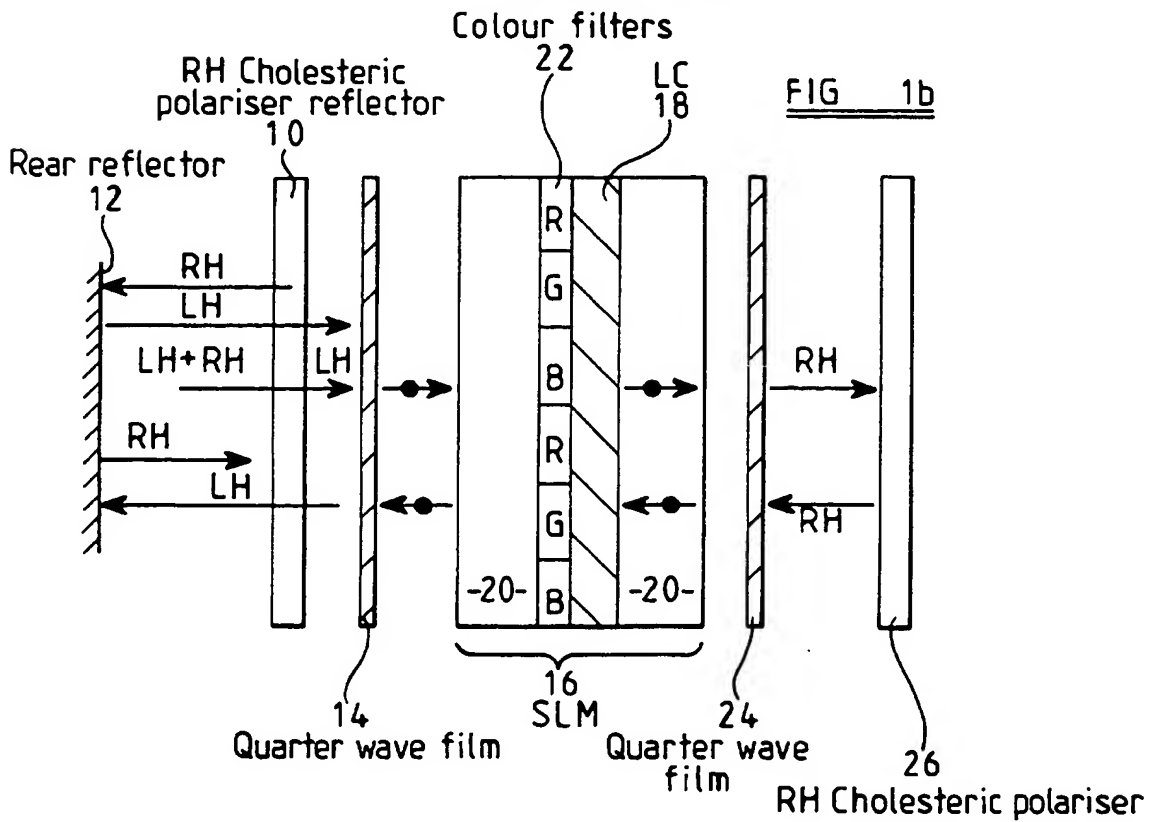 Colour filters
22
RH Cholesteric
polariser reflector
10
LC
18
FIG 1b
Rear reflector
12
RH
LH
LH+RH
LH
RH
LH
R
G
B
R
G
B
-20-
-20-
RH
RH
16
SLM
14
Quarter wave film
24
Quarter wave
film
26
RH Cholesteric polariser